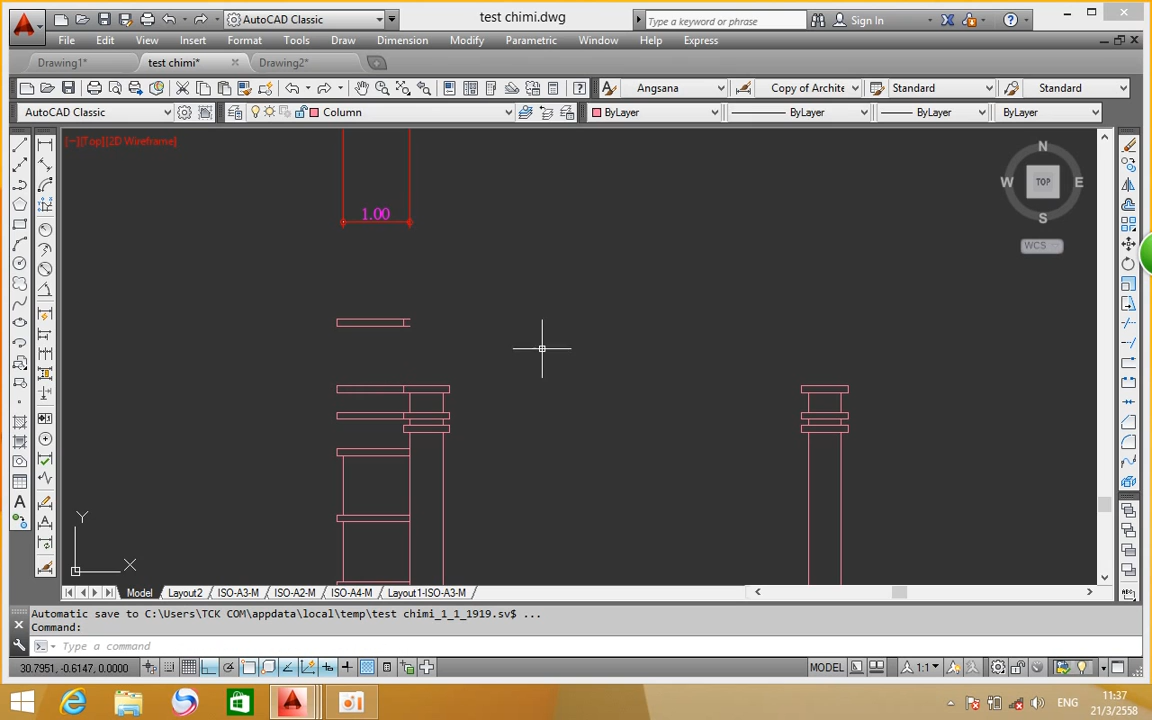 test chimi.dwg
AutoCAD Classic
Type a keyword or phrase
Sign In
File Edit View Insert Format Tools Draw Dimension Modify Parametric Window Help Express
Drawing1* test chimi* Drawing2*
Angsana Copy of Archite Standard Standard
AutoCAD Classic Column ByLayer ByLayer ByLayer ByLayer
[−][Top][2D Wireframe]
N
W TOP E
S
WCS
1.00
Y
X
Model Layout2 ISO-A3-M ISO-A2-M ISO-A4-M Layout1-ISO-A3-M
Automatic save to C:\Users\TCK COM\appdata\local\temp\test chimi_1_1_1919.sv$ ...
Command:
Type a command
30.7951, -0.6147, 0.0000 MODEL 1:1
ENG 11:37
21/3/2558